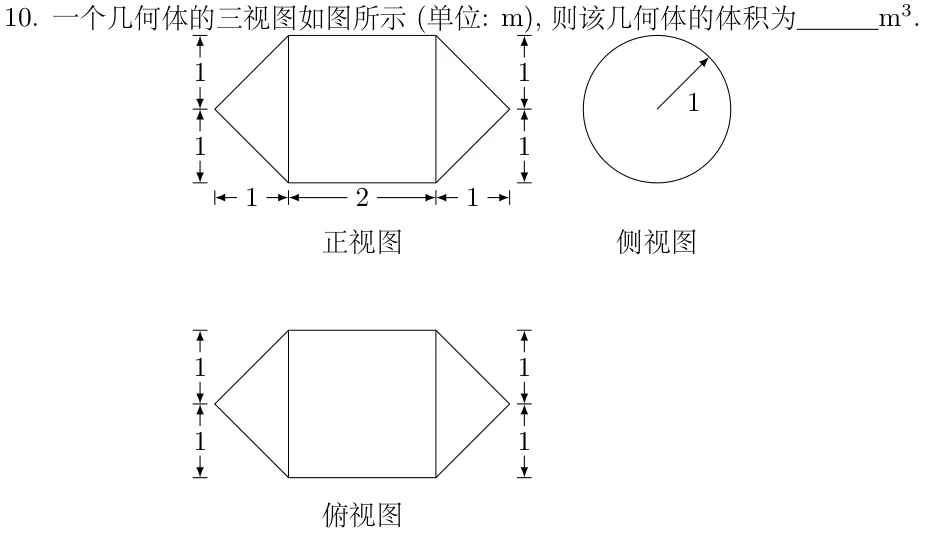 10. 一个几何体的三视图如图所示 (单位: m), 则该几何体的体积为______m³.
1 1 1
1 1
1 2 1
正视图 侧视图
1 1
1 1
俯视图